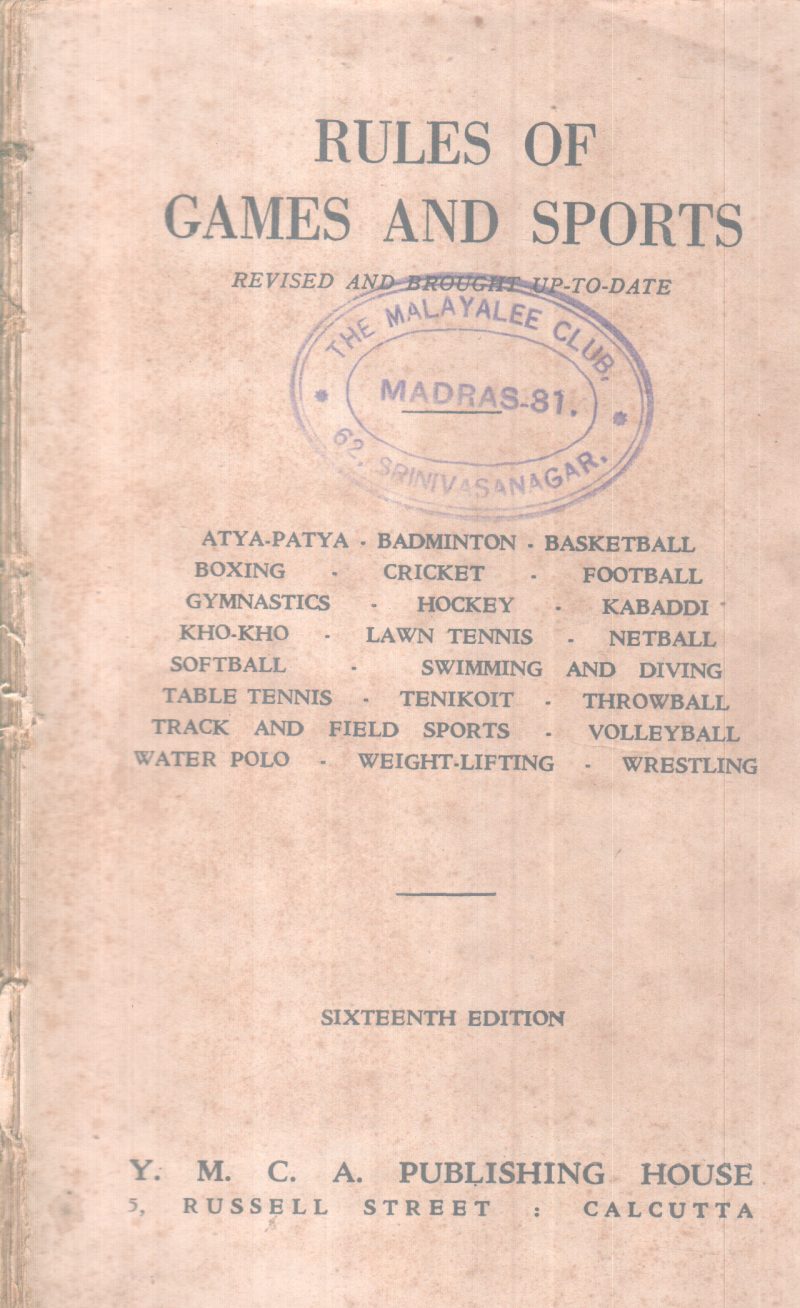 RULES OF
GAMES AND SPORTS
REVISED AND BROUGHT UP-TO-DATE
THE MALAYALEE CLUB,
MADRAS-81.
62, SRINIVASANAGAR.
ATYA-PATYA - BADMINTON - BASKETBALL
BOXING - CRICKET - FOOTBALL
GYMNASTICS - HOCKEY - KABADDI
KHO-KHO - LAWN TENNIS - NETBALL
SOFTBALL - SWIMMING AND DIVING
TABLE TENNIS - TENIKOIT - THROWBALL
TRACK AND FIELD SPORTS - VOLLEYBALL
WATER POLO - WEIGHT-LIFTING - WRESTLING
SIXTEENTH EDITION
Y. M. C. A. PUBLISHING HOUSE
5, RUSSELL STREET : CALCUTTA